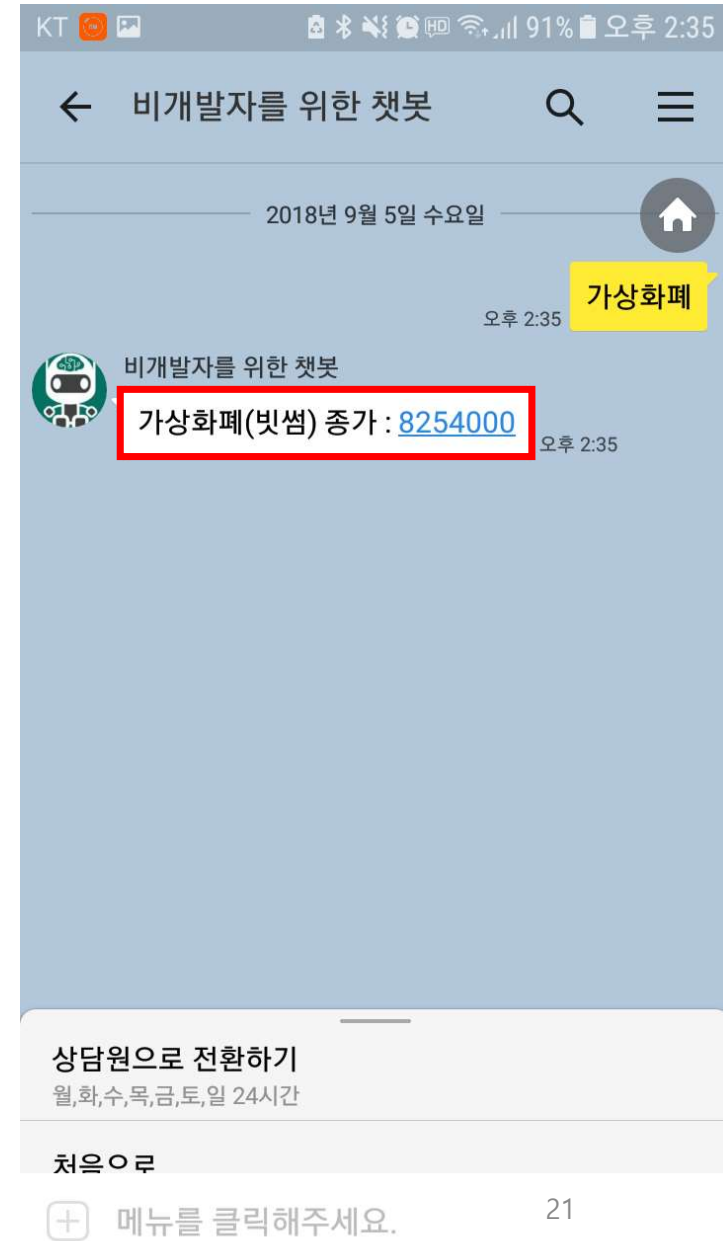 KT 91% 오후 2:35
비개발자를 위한 챗봇
2018년 9월 5일 수요일
가상화폐
오후 2:35
비개발자를 위한 챗봇
가상화폐(빗썸) 종가 : 8254000
오후 2:35
상담원으로 전환하기
월,화,수,목,금,토,일 24시간
처음으로
메뉴를 클릭해주세요.
21